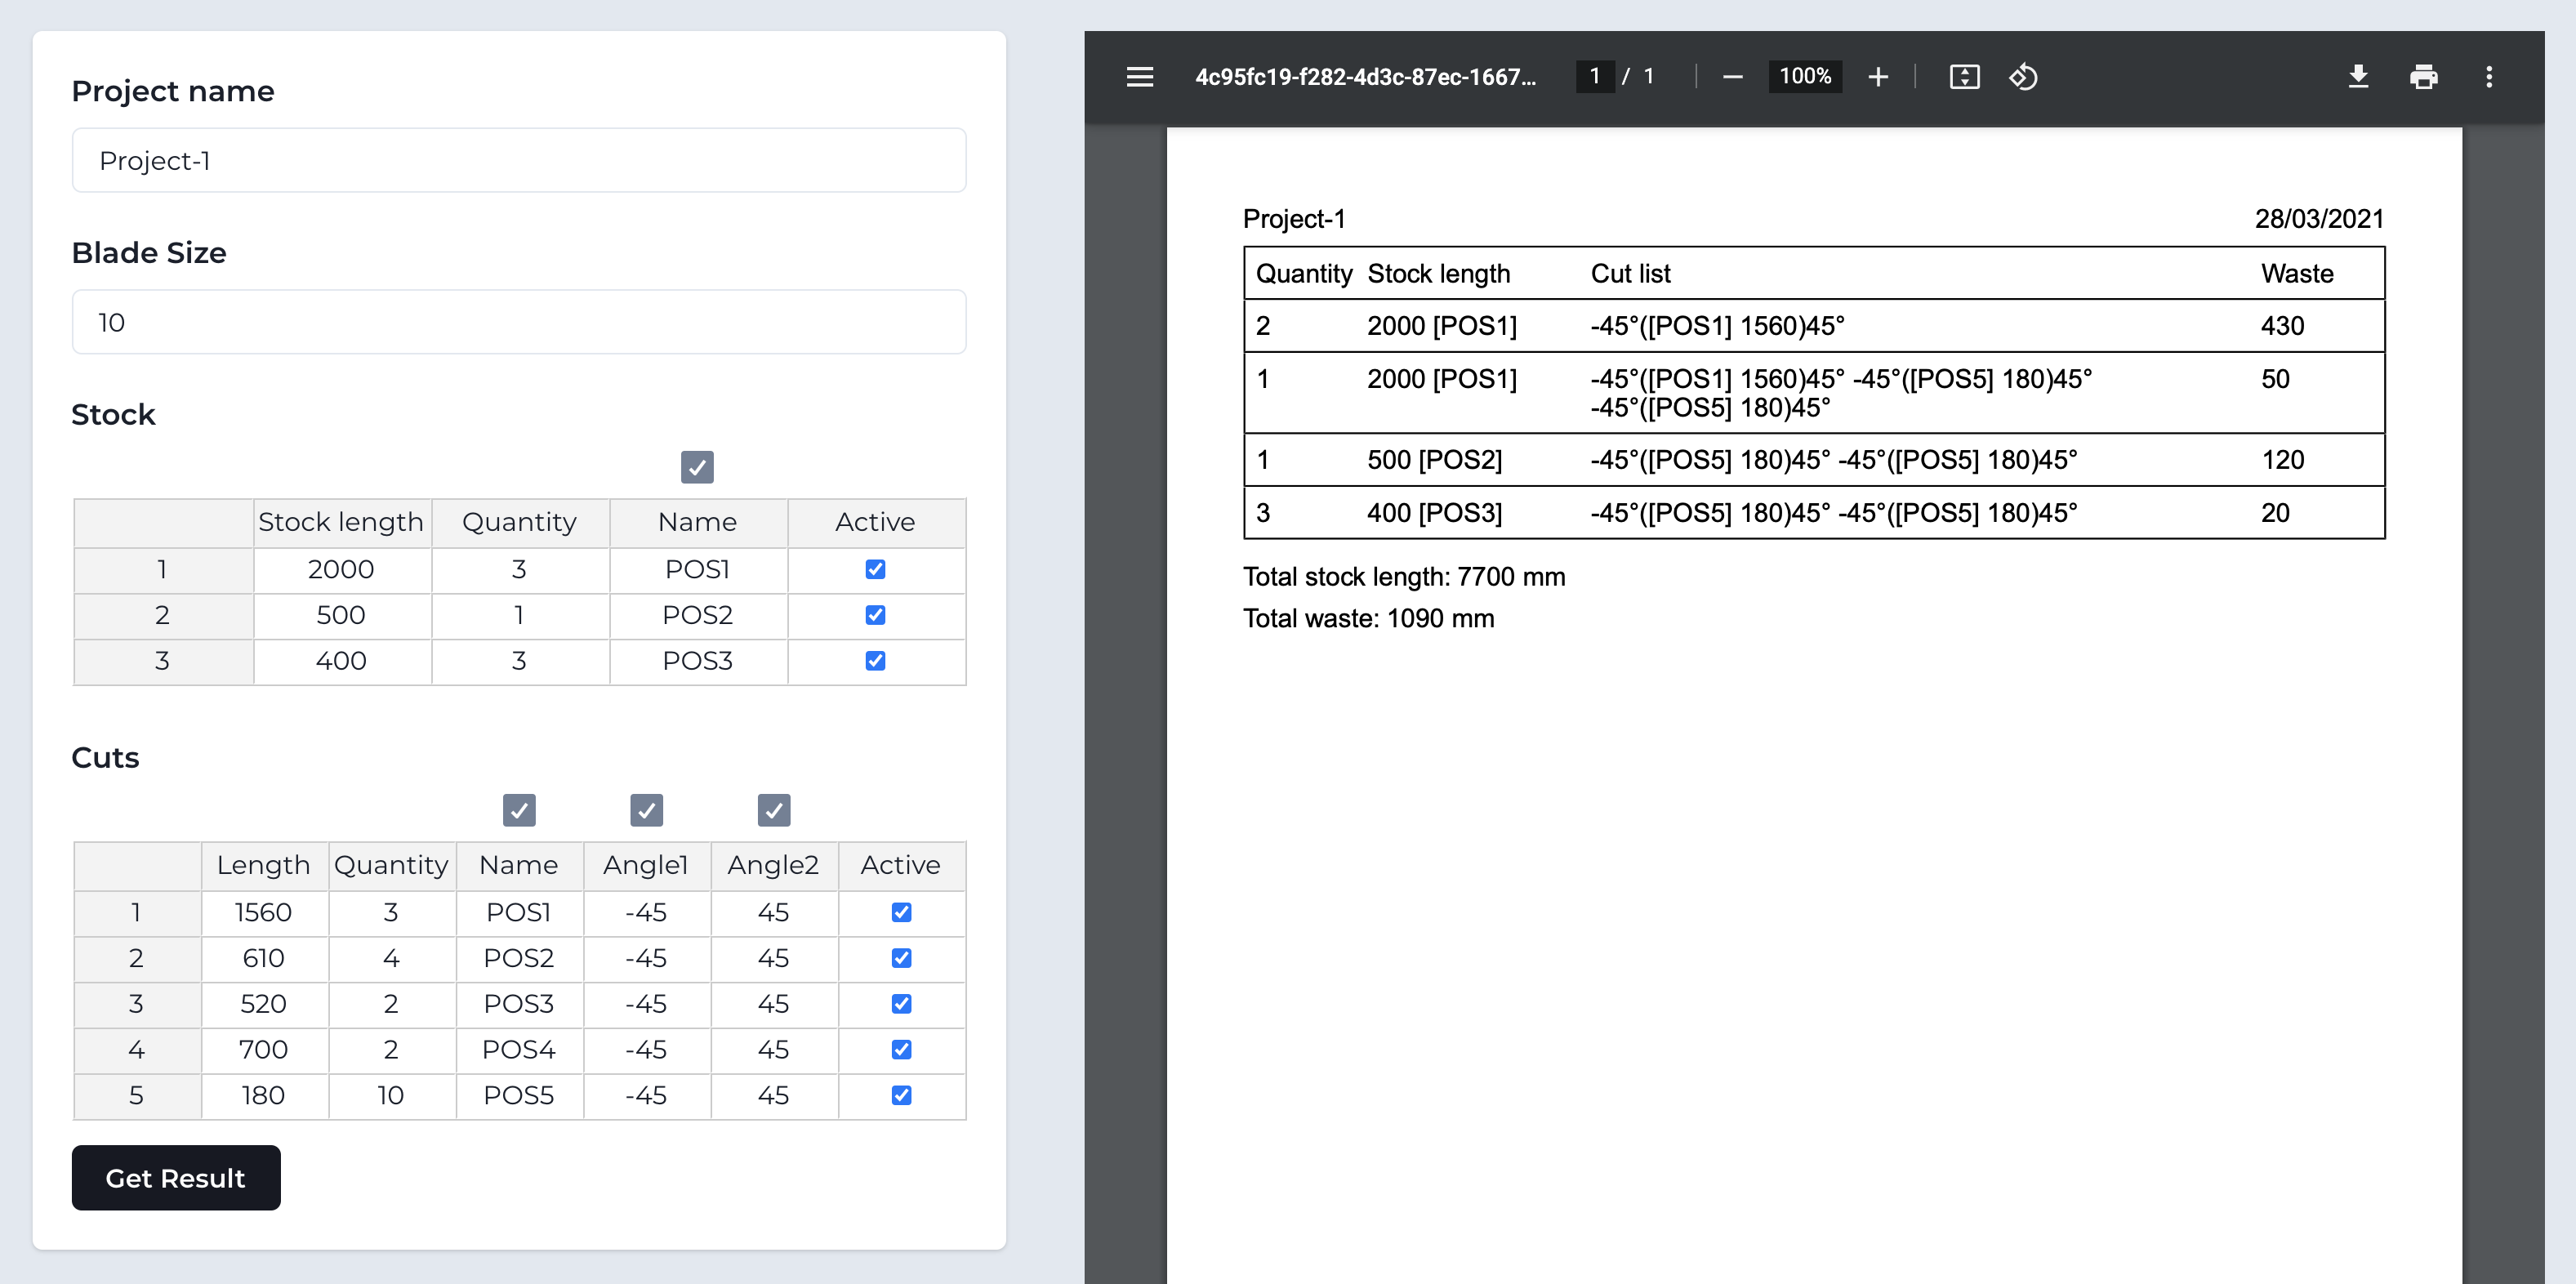 Project name
Project-1
Blade Size
10
Stock
Stock length Quantity Name Active
1 2000 3 POS1
2 500 1 POS2
3 400 3 POS3
Cuts
Length Quantity Name Angle1 Angle2 Active
1 1560 3 POS1 -45 45
2 610 4 POS2 -45 45
3 520 2 POS3 -45 45
4 700 2 POS4 -45 45
5 180 10 POS5 -45 45
Get Result
4c95fc19-f282-4d3c-87ec-1667... 1 / 1 100%
Project-1 28/03/2021
Quantity Stock length Cut list Waste
2 2000 [POS1] -45°([POS1] 1560)45° 430
1 2000 [POS1] -45°([POS1] 1560)45° -45°([POS5] 180)45° 50
-45°([POS5] 180)45°
1 500 [POS2] -45°([POS5] 180)45° -45°([POS5] 180)45° 120
3 400 [POS3] -45°([POS5] 180)45° -45°([POS5] 180)45° 20
Total stock length: 7700 mm
Total waste: 1090 mm